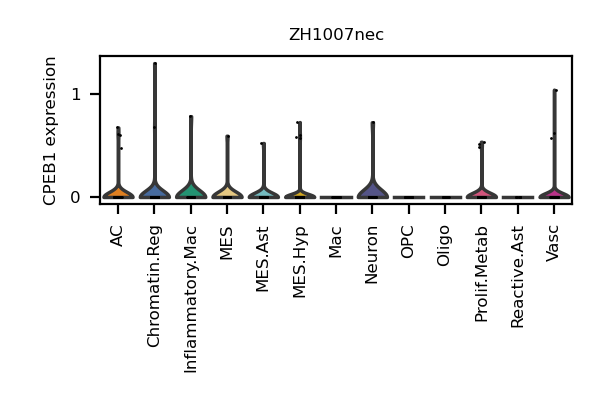 ZH1007nec
CPEB1 expression
1
0
AC
Chromatin.Reg
Inflammatory.Mac
MES
MES.Ast
MES.Hyp
Mac
Neuron
OPC
Oligo
Prolif.Metab
Reactive.Ast
Vasc